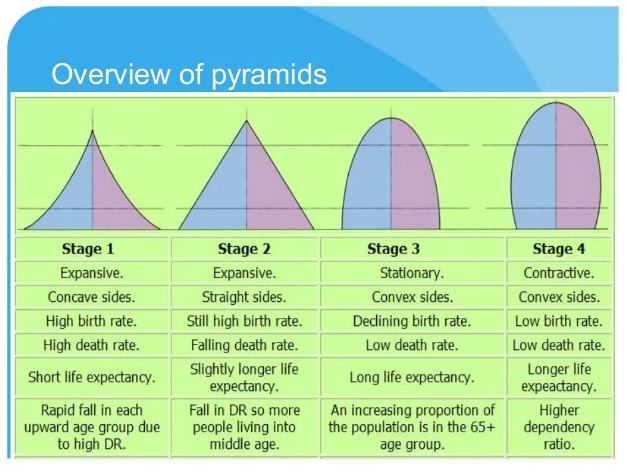 Overview of pyramids
Stage 1 Stage 2 Stage 3 Stage 4
Expansive. Expansive. Stationary. Contractive.
Concave sides. Straight sides. Convex sides. Convex sides.
High birth rate. Still high birth rate. Declining birth rate. Low birth rate.
High death rate. Falling death rate. Low death rate. Low death rate.
Short life expectancy.
Slightly longer life
expectancy.
Long life expectancy.
Longer life
expeactancy.
Rapid fall in each
upward age group due
to high DR.
Fall in DR so more
people living into
middle age.
An increasing proportion of
the population is in the 65+
age group.
Higher
dependency
ratio.